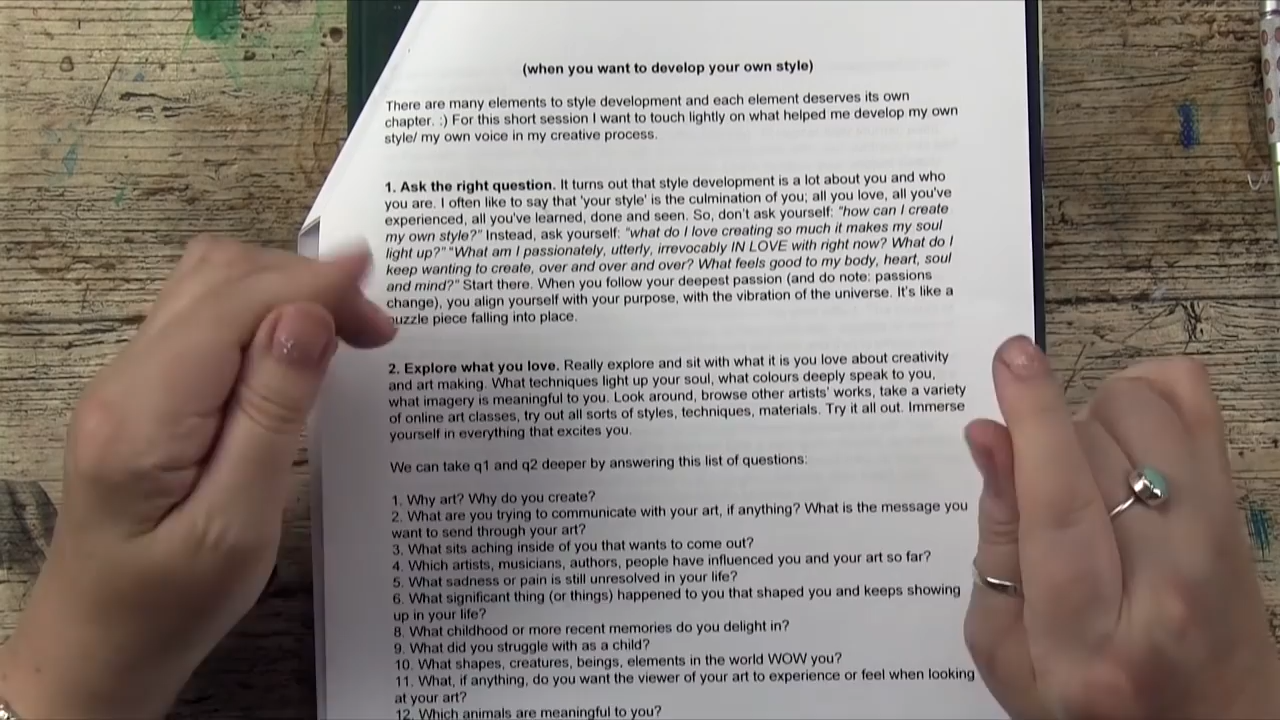 (when you want to develop your own style)
There are many elements to style development and each element deserves its own
chapter. :) For this short session I want to touch lightly on what helped me develop my own
style/ my own voice in my creative process.
1. Ask the right question. It turns out that style development is a lot about you and who
you are. I often like to say that 'your style' is the culmination of you; all you love, all you've
experienced, all you've learned, done and seen. So, don't ask yourself: "how can I create
my own style?" Instead, ask yourself: "what do I love creating so much it makes my soul
light up?" "What am I passionately, utterly, irrevocably IN LOVE with right now? What do I
keep wanting to create, over and over and over? What feels good to my body, heart, soul
and mind?" Start there. When you follow your deepest passion (and do note: passions
change), you align yourself with your purpose, with the vibration of the universe. It's like a
puzzle piece falling into place.
2. Explore what you love. Really explore and sit with what it is you love about creativity
and art making. What techniques light up your soul, what colours deeply speak to you,
what imagery is meaningful to you. Look around, browse other artists' works, take a variety
of online art classes, try out all sorts of styles, techniques, materials. Try it all out. Immerse
yourself in everything that excites you.
We can take q1 and q2 deeper by answering this list of questions:
1. Why art? Why do you create?
2. What are you trying to communicate with your art, if anything? What is the message you
want to send through your art?
3. What sits aching inside of you that wants to come out?
4. Which artists, musicians, authors, people have influenced you and your art so far?
5. What sadness or pain is still unresolved in your life?
6. What significant thing (or things) happened to you that shaped you and keeps showing
up in your life?
8. What childhood or more recent memories do you delight in?
9. What did you struggle with as a child?
10. What shapes, creatures, beings, elements in the world WOW you?
11. What, if anything, do you want the viewer of your art to experience or feel when looking
at your art?
12. Which animals are meaningful to you?